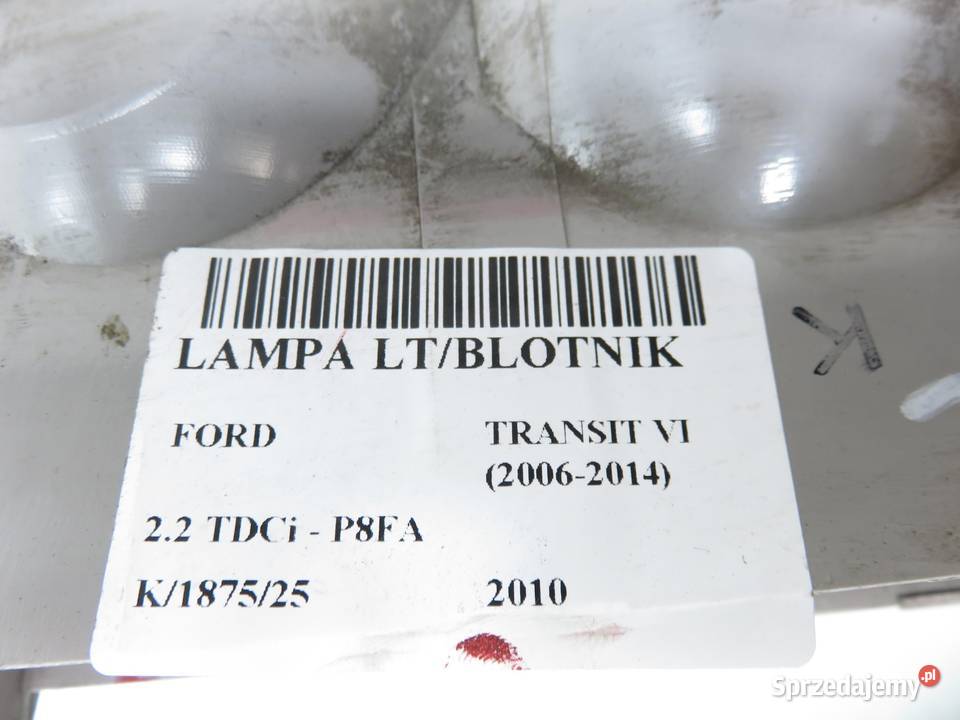 LAMPA LT/BLOTNIK
FORD
TRANSIT VI
(2006-2014)
2.2 TDCi - P8FA
K/1875/25
2010
K
Sprzedajemy.pl